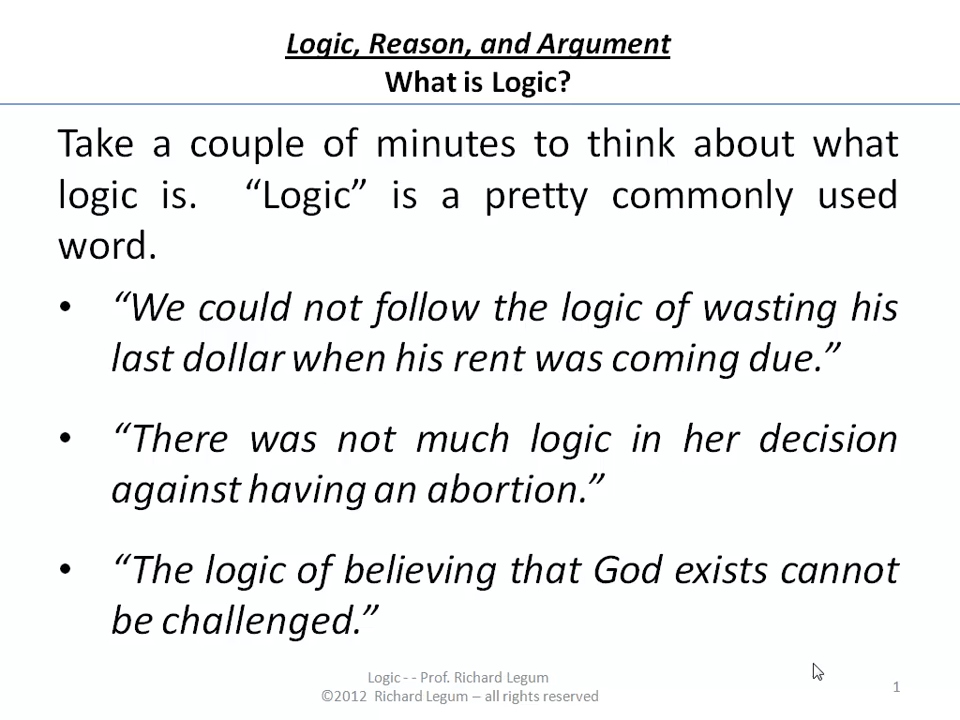 Logic, Reason, and Argument
What is Logic?
Take a couple of minutes to think about what
logic is. “Logic” is a pretty commonly used
word.
• “We could not follow the logic of wasting his
last dollar when his rent was coming due.”
• “There was not much logic in her decision
against having an abortion.”
• “The logic of believing that God exists cannot
be challenged.”
Logic - - Prof. Richard Legum
©2012 Richard Legum – all rights reserved
1